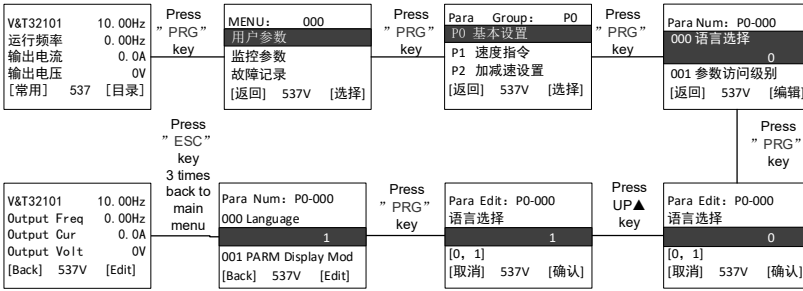 V&T32101 10.00Hz
运行频率 0.00Hz
输出电流 0.0A
输出电压 0V
[常用] 537 [目录]
Press
”PRG”
key
MENU: 000
用户参数
监控参数
故障记录
[返回] 537V [选择]
Press
”PRG”
key
Para Group: P0
P0 基本设置
P1 速度指令
P2 加减速设置
[返回] 537V [选择]
Press
”PRG”
key
Para Num: P0-000
000 语言选择
0
001 参数访问级别
[返回] 537V [编辑]
Press
”PRG”
key
Para Edit: P0-000
语言选择
0
[0, 1]
[取消] 537V [确认]
Press
UP▲
key
Para Edit: P0-000
语言选择
1
[0, 1]
[取消] 537V [确认]
Press
”PRG”
key
Para Num: P0-000
000 Language
1
001 PARM Display Mod
[Back] 537V [Edit]
Press
”ESC”
key
3 times
back to
main
menu
V&T32101 10.00Hz
Output Freq 0.00Hz
Output Cur 0.0A
Output Volt 0V
[Back] 537V [Edit]